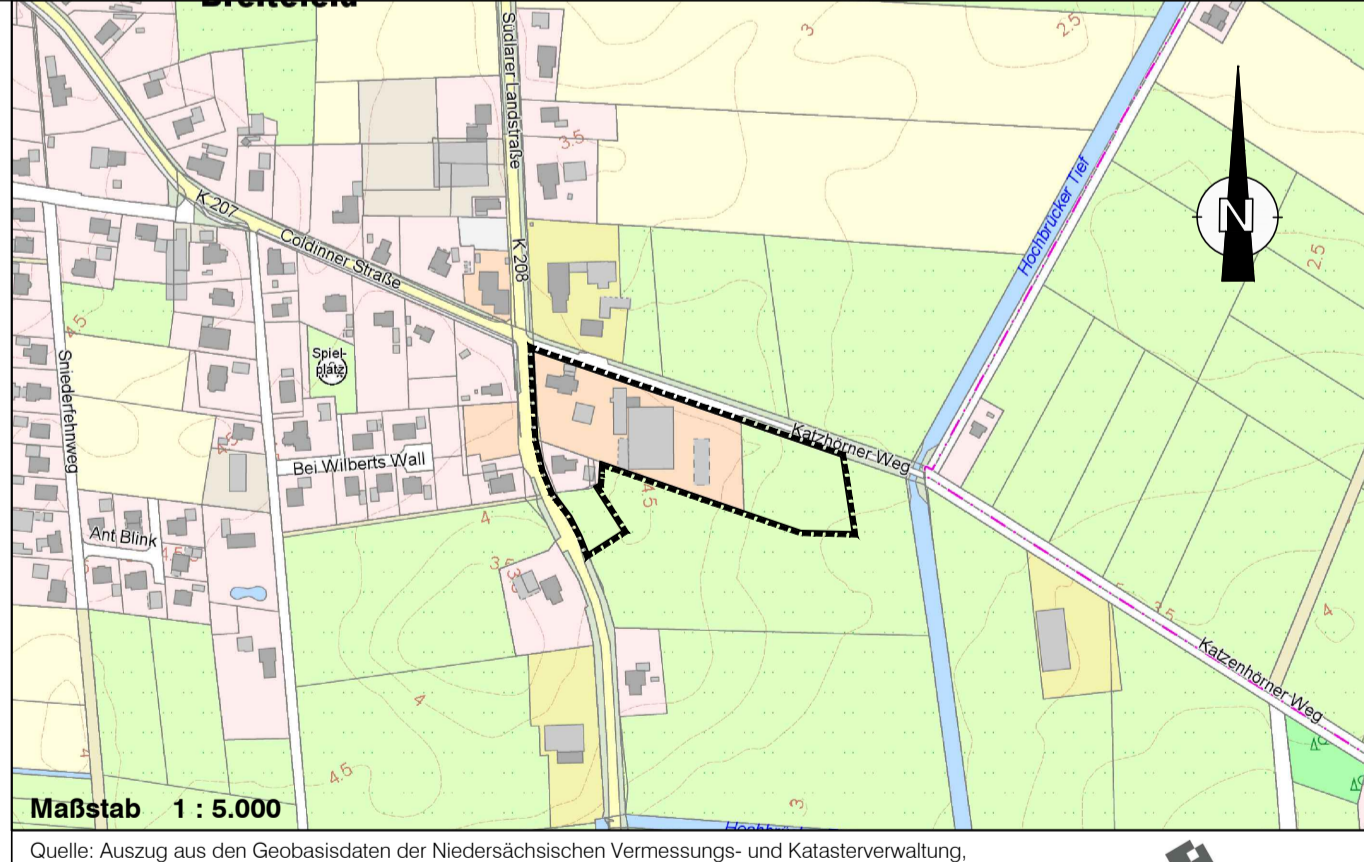 Breitefeld
Südlarer Landstraße
3
2.5
3.5
Hochbrücker Tief
N
K 207
Coldinner Straße
K 208
2.5
4.5
Spiel-
platz
Sniederfehnweg
4.5
Katzhörner Weg
Bei Wilberts Wall
4.5
4
Ant Blink
4.5
3.5
3.5
4
Katzenhörner Weg
4
4
4.5
3
Maßstab 1 : 5.000
Quelle: Auszug aus den Geobasisdaten der Niedersächsischen Vermessungs- und Katasterverwaltung,